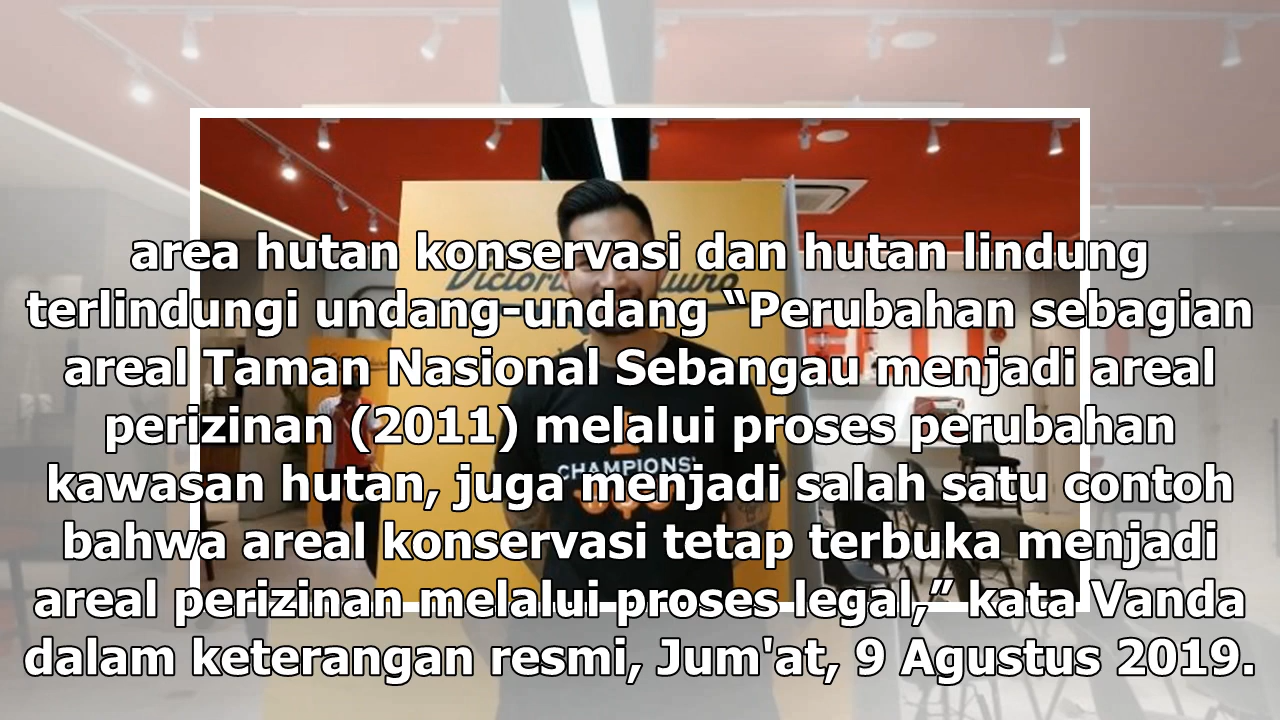 area hutan konservasi dan hutan lindung
terlindungi undang-undang “Perubahan sebagian
areal Taman Nasional Sebangau menjadi areal
perizinan (2011) melalui proses perubahan
kawasan hutan, juga menjadi salah satu contoh
bahwa areal konservasi tetap terbuka menjadi
areal perizinan melalui proses legal,” kata Vanda
dalam keterangan resmi, Jum'at, 9 Agustus 2019.
CHAMPIONS